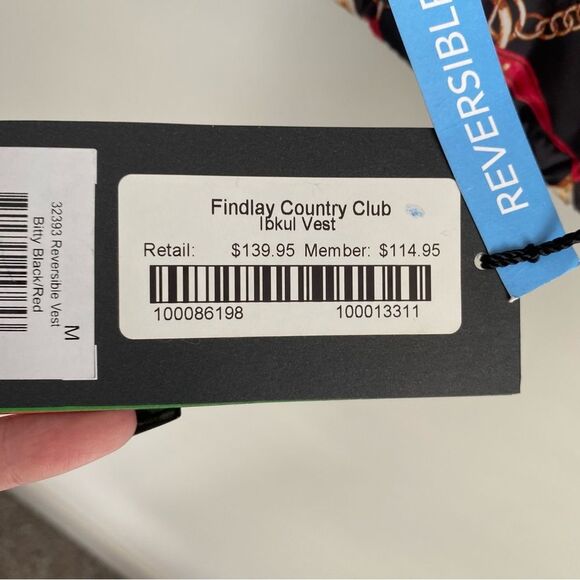 REVERSIBLE
Findlay Country Club
Ibkul Vest
Retail: $139.95 Member: $114.95
100086198 100013311
32393 Reversible Vest
Bitty Black/Red
M